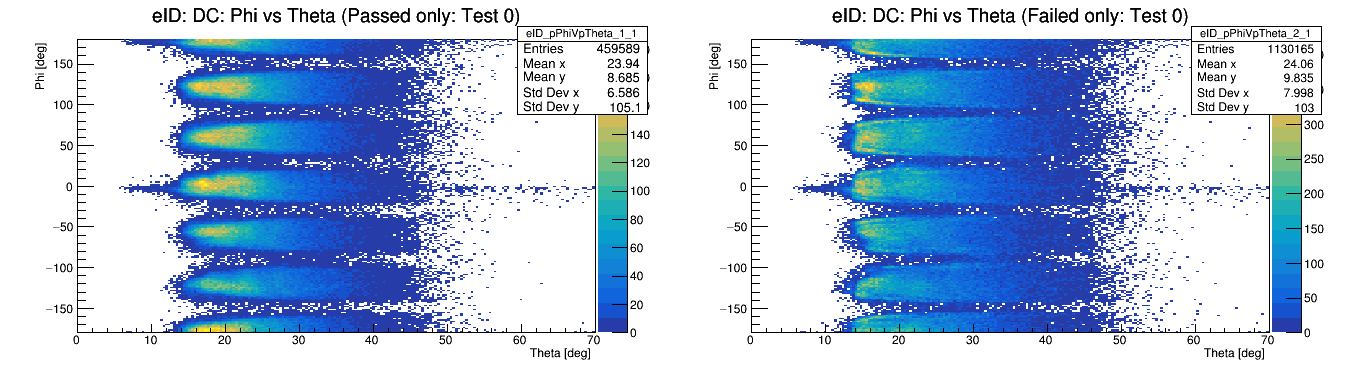 eID: DC: Phi vs Theta (Passed only: Test 0)
eID_pPhiVpTheta_1_1
Entries 459589
Mean x 23.94
Mean y 8.685
Std Dev x 6.586
Std Dev y 105.1
Phi [deg]
150
100
50
0
−50
−100
−150
0 10 20 30 40 50 60 70
Theta [deg]
140
120
100
80
60
40
20
0
eID: DC: Phi vs Theta (Failed only: Test 0)
eID_pPhiVpTheta_2_1
Entries 1130165
Mean x 24.06
Mean y 9.835
Std Dev x 7.998
Std Dev y 103
Phi [deg]
150
100
50
0
−50
−100
−150
0 10 20 30 40 50 60 70
Theta [deg]
300
250
200
150
100
50
0